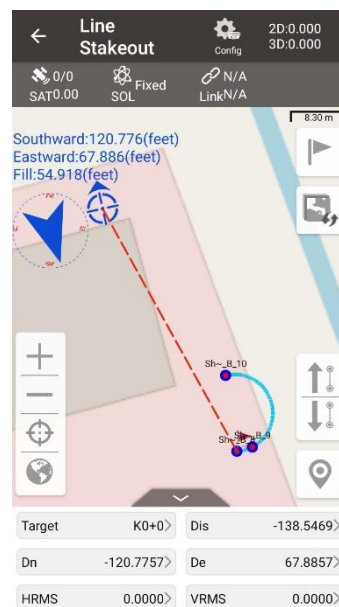 Line
Stakeout
Config
2D:0.000
3D:0.000
0/0
SAT0.00
Fixed
SOL
N/A
LinkN/A
8.30 m
Southward:120.776(feet)
Eastward:67.886(feet)
Fill:54.918(feet)
Sh~_B_10
Target K0+0> Dis -138.5469>
Dn -120.7757> De 67.8857>
HRMS 0.0000> VRMS 0.0000>